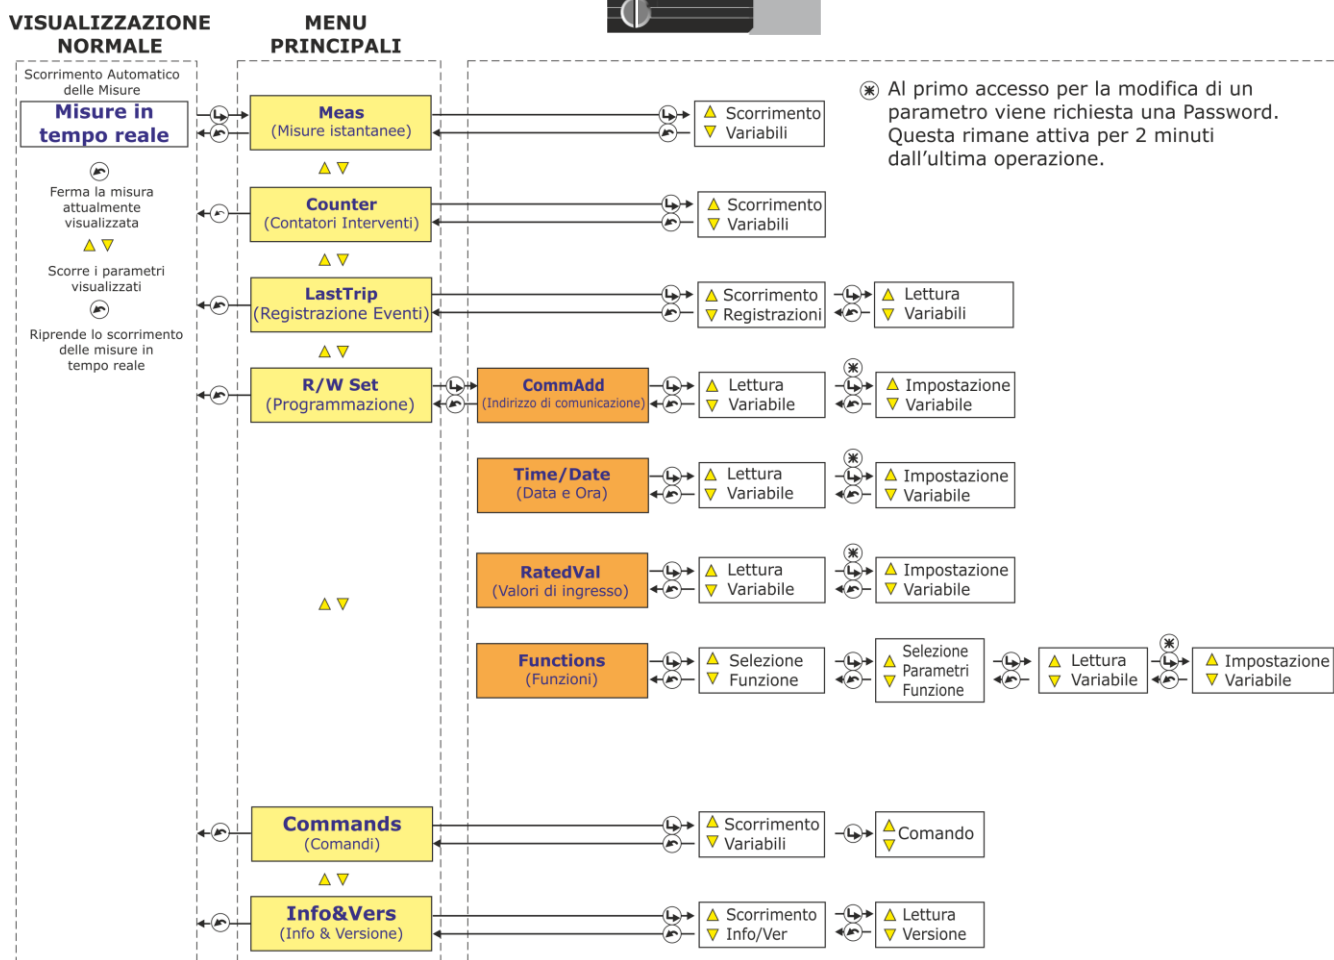 VISUALIZZAZIONE
NORMALE
MENU
PRINCIPALI
Scorrimento Automatico
delle Misure
Misure in
tempo reale
Ferma la misura
attualmente
visualizzata
Scorre i parametri
visualizzati
Riprende lo scorrimento
delle misure in
tempo reale
Meas
(Misure istantanee)
Scorrimento
Variabili
Al primo accesso per la modifica di un
parametro viene richiesta una Password.
Questa rimane attiva per 2 minuti
dall'ultima operazione.
Counter
(Contatori Interventi)
Scorrimento
Variabili
LastTrip
(Registrazione Eventi)
Scorrimento
Registrazioni
Lettura
Variabili
R/W Set
(Programmazione)
CommAdd
(Indirizzo di comunicazione)
Lettura
Variabile
Impostazione
Variabile
Time/Date
(Data e Ora)
Lettura
Variabile
Impostazione
Variabile
RatedVal
(Valori di ingresso)
Lettura
Variabile
Impostazione
Variabile
Functions
(Funzioni)
Selezione
Funzione
Selezione
Parametri
Funzione
Lettura
Variabile
Impostazione
Variabile
Commands
(Comandi)
Scorrimento
Variabili
Comando
Info&Vers
(Info & Versione)
Scorrimento
Info/Ver
Lettura
Versione